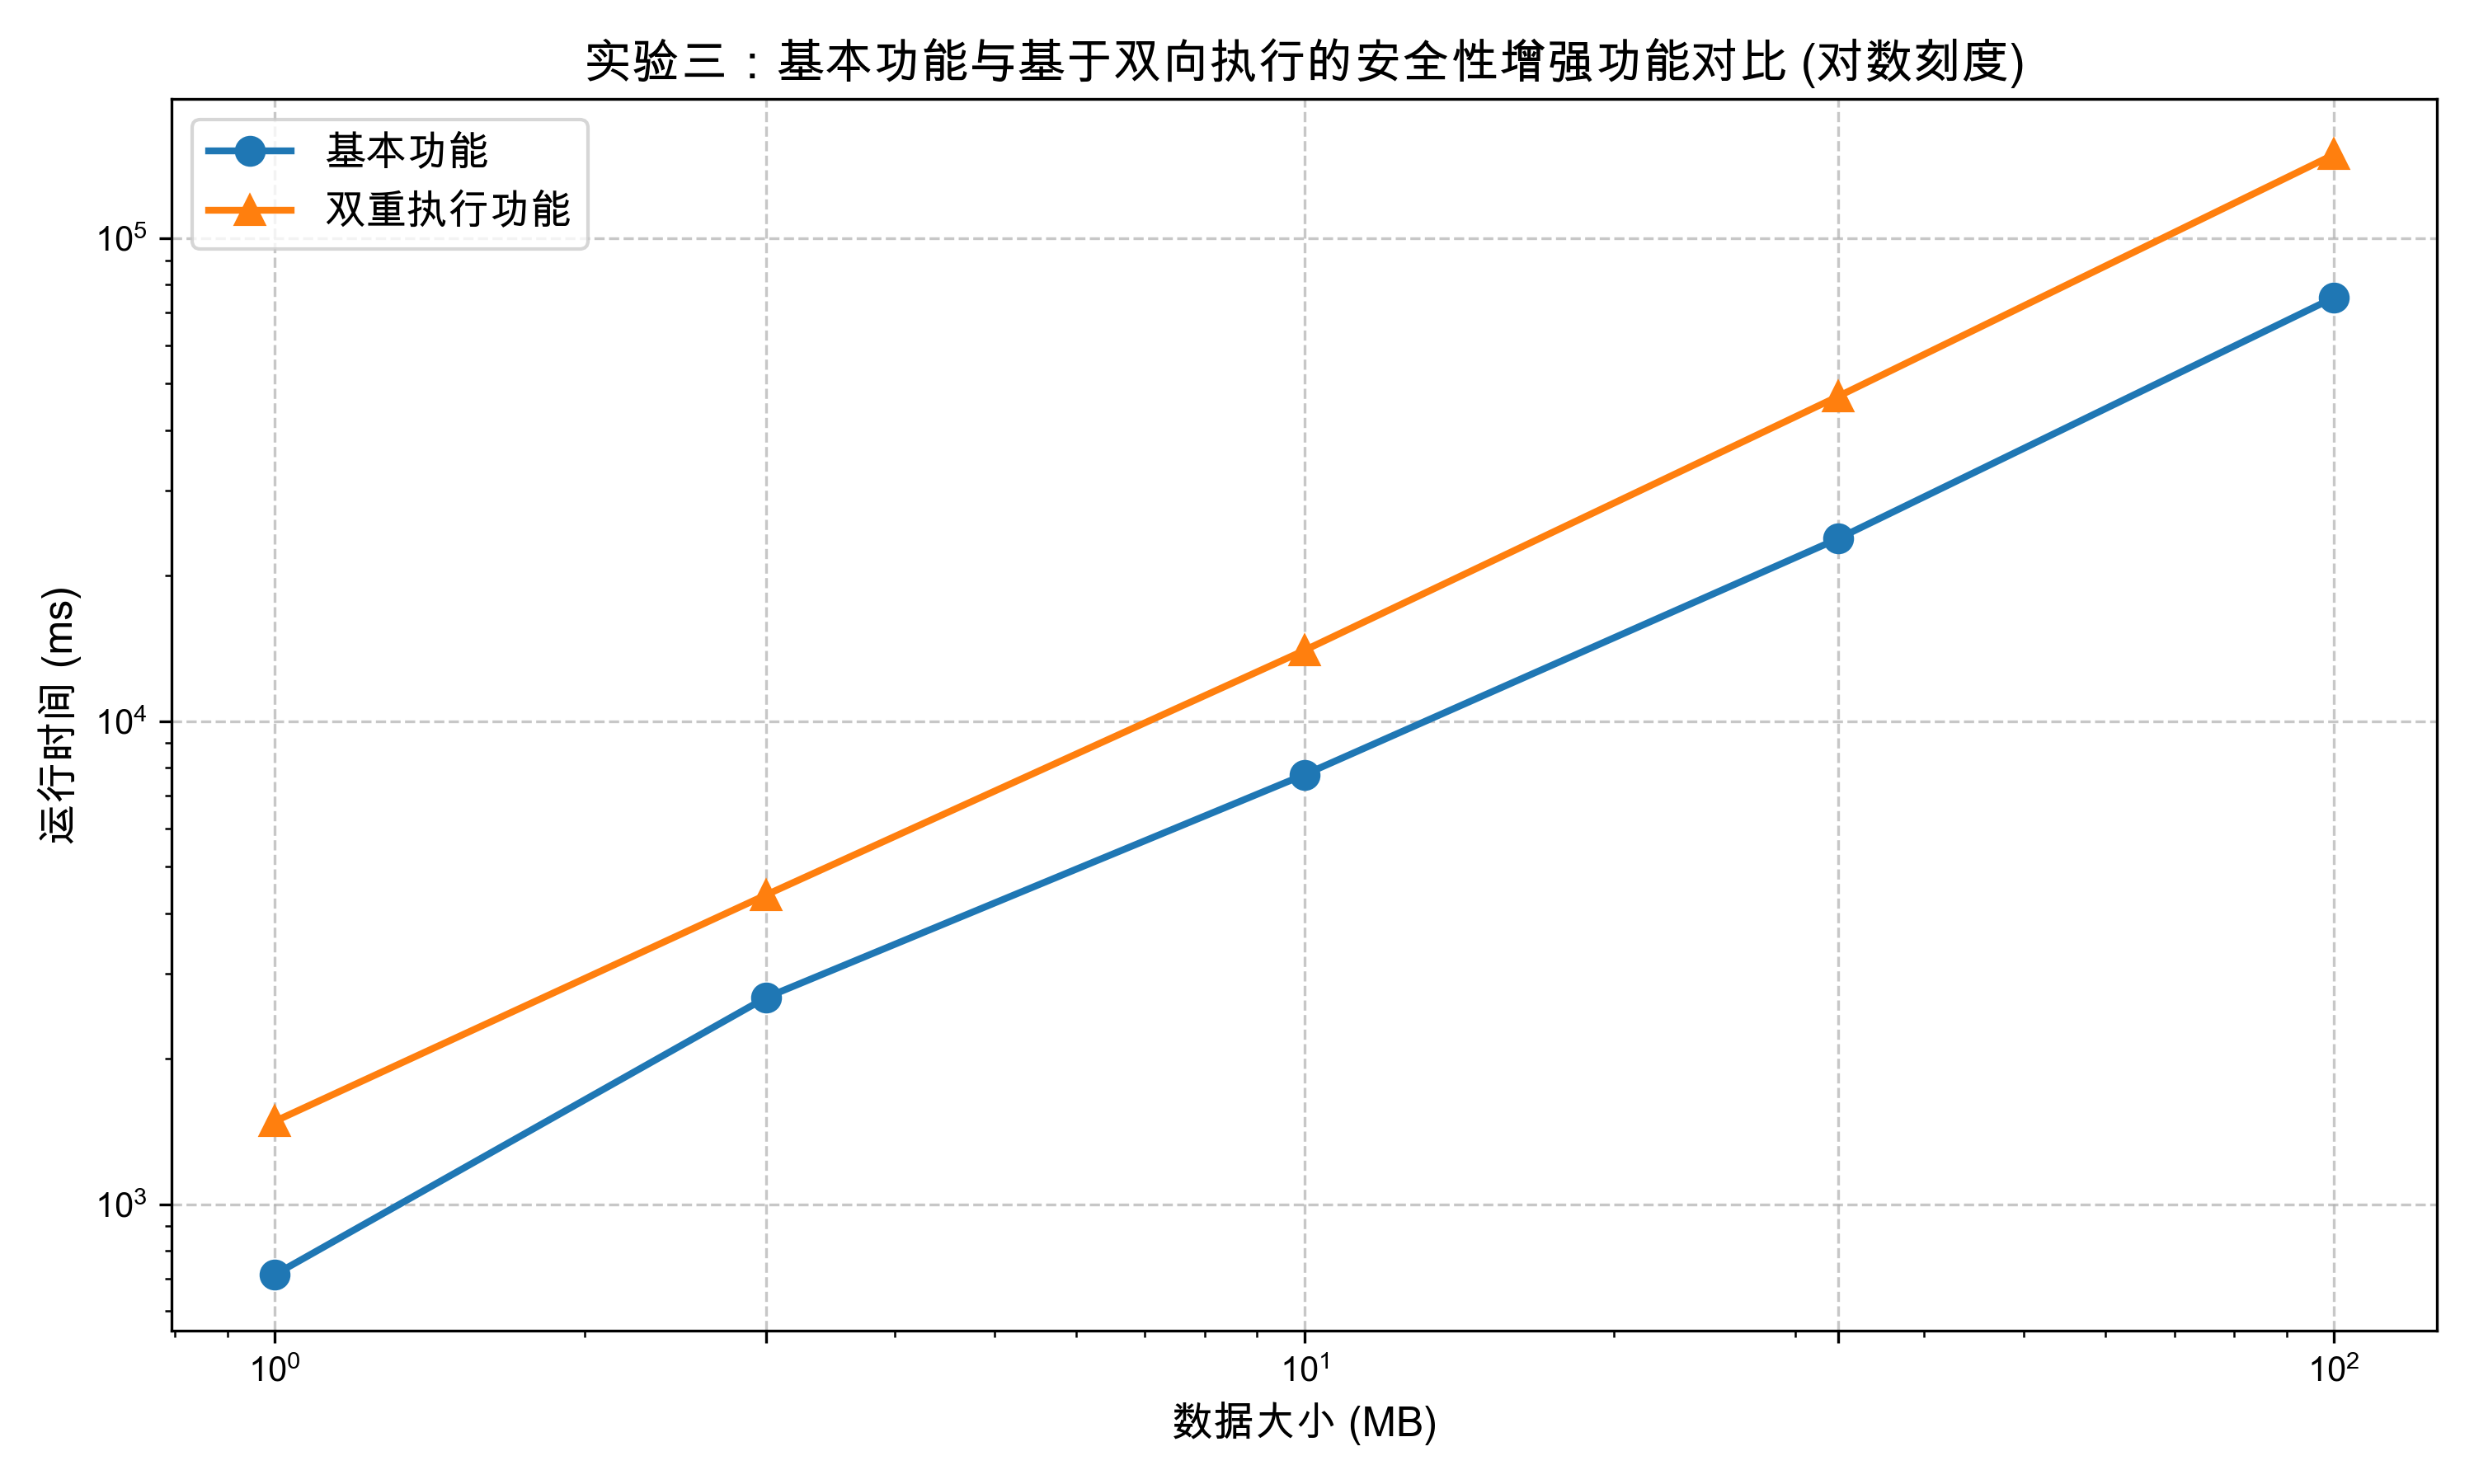 实验三：基本功能与基于双向执行的安全性增强功能对比 (对数刻度)
基本功能
双重执行功能
10⁵
10⁴
10³
运行时间 (ms)
10⁰ 10¹ 10²
数据大小 (MB)